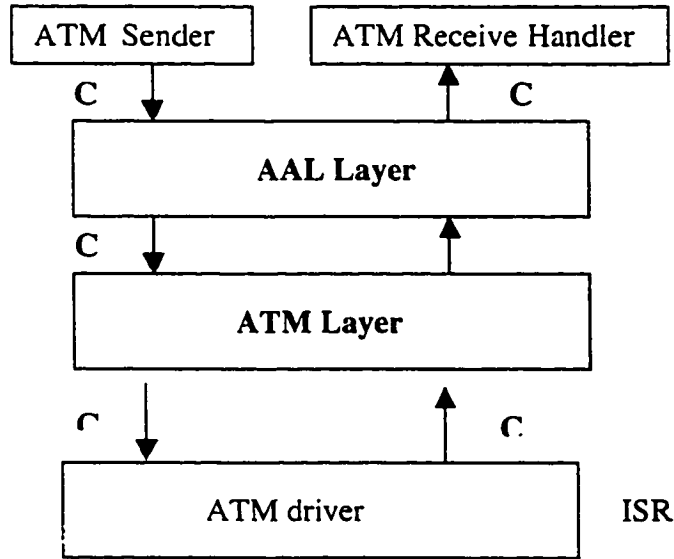 ATM Sender
ATM Receive Handler
C
C
AAL Layer
C
ATM Layer
C
C
ATM driver
ISR